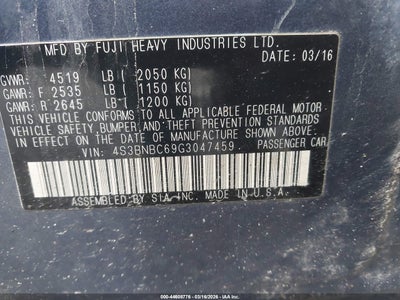 MFD BY FUJI HEAVY INDUSTRIES LTD.
DATE: 03/16
GVWR: 4519 LB ( 2050 KG)
GAWR: F 2535 LB ( 1150 KG)
GAWR: R 2645 LB ( 1200 KG)
THIS VEHICLE CONFORMS TO ALL APPLICABLE FEDERAL MOTOR
VEHICLE SAFETY, BUMPER, AND THEFT PREVENTION STANDARDS
IN EFFECT ON THE DATE OF MANUFACTURE SHOWN ABOVE.
VIN: 4S3BNBC69G3047459 PASSENGER CAR
ASSEMBLED BY SIA INC. MADE IN U.S.A.
000-44608776 - 03/16/2026 - IAA Inc.